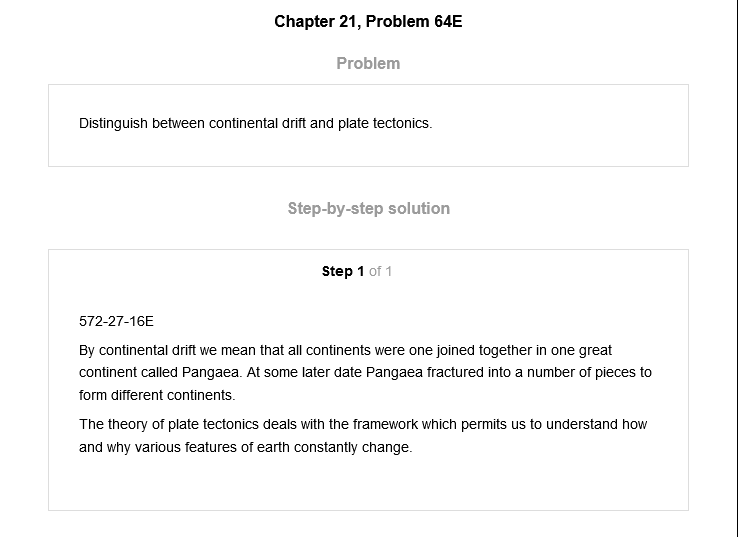 Chapter 21, Problem 64E
Problem
Distinguish between continental drift and plate tectonics.
Step-by-step solution
Step 1 of 1
572-27-16E
By continental drift we mean that all continents were one joined together in one great
continent called Pangaea. At some later date Pangaea fractured into a number of pieces to
form different continents.
The theory of plate tectonics deals with the framework which permits us to understand how
and why various features of earth constantly change.